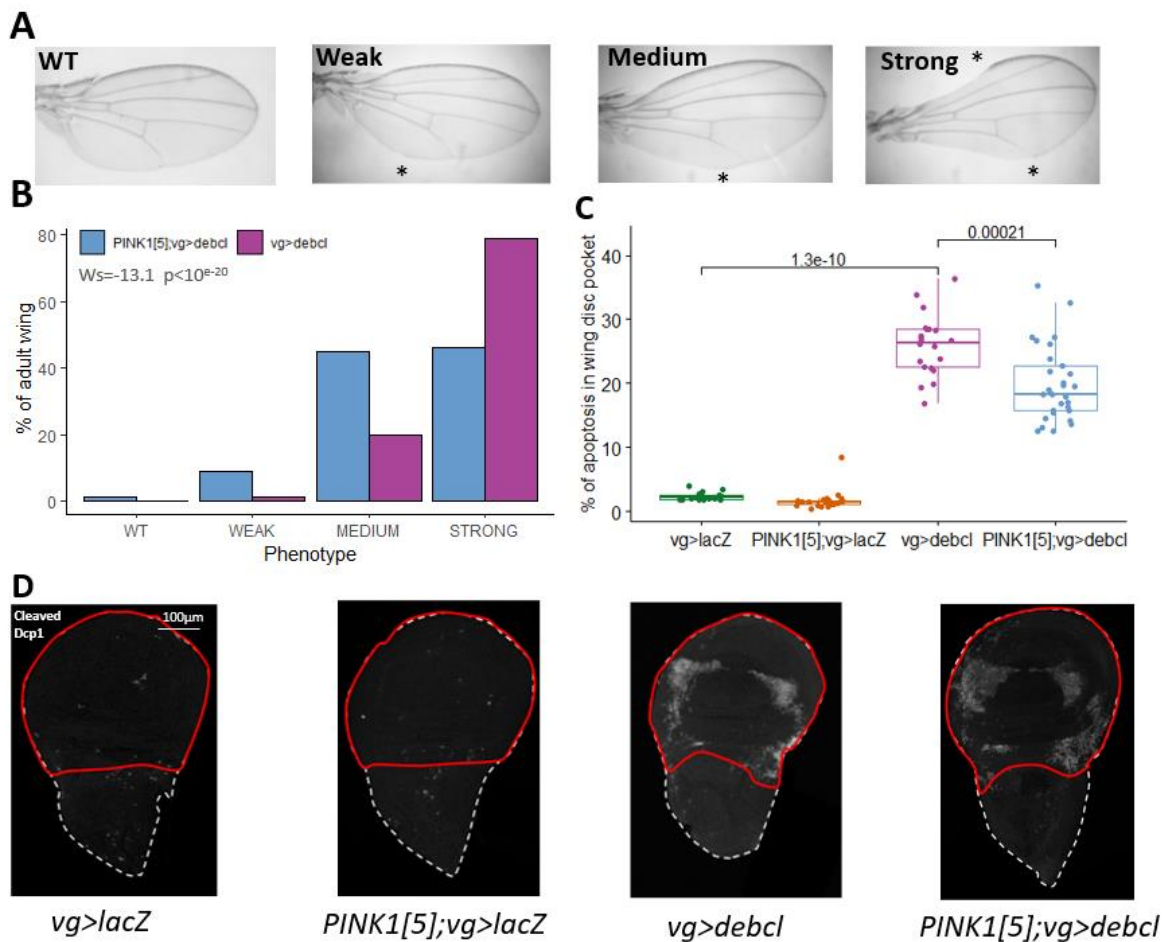 A
WT
Weak
Medium
Strong *
*
*
*
B
PINK1[5];vg>debcl
vg>debcl
Ws=-13.1 p<10e-20
% of adult wing
80
60
40
20
0
WT
WEAK
MEDIUM
STRONG
Phenotype
C
% of apoptosis in wing disc pocket
40
30
20
10
0
1.3e-10
0.00021
vg>lacZ
PINK1[5];vg>lacZ
vg>debcl
PINK1[5];vg>debcl
D
Cleaved
Dcp1
100µm
vg>lacZ
PINK1[5];vg>lacZ
vg>debcl
PINK1[5];vg>debcl